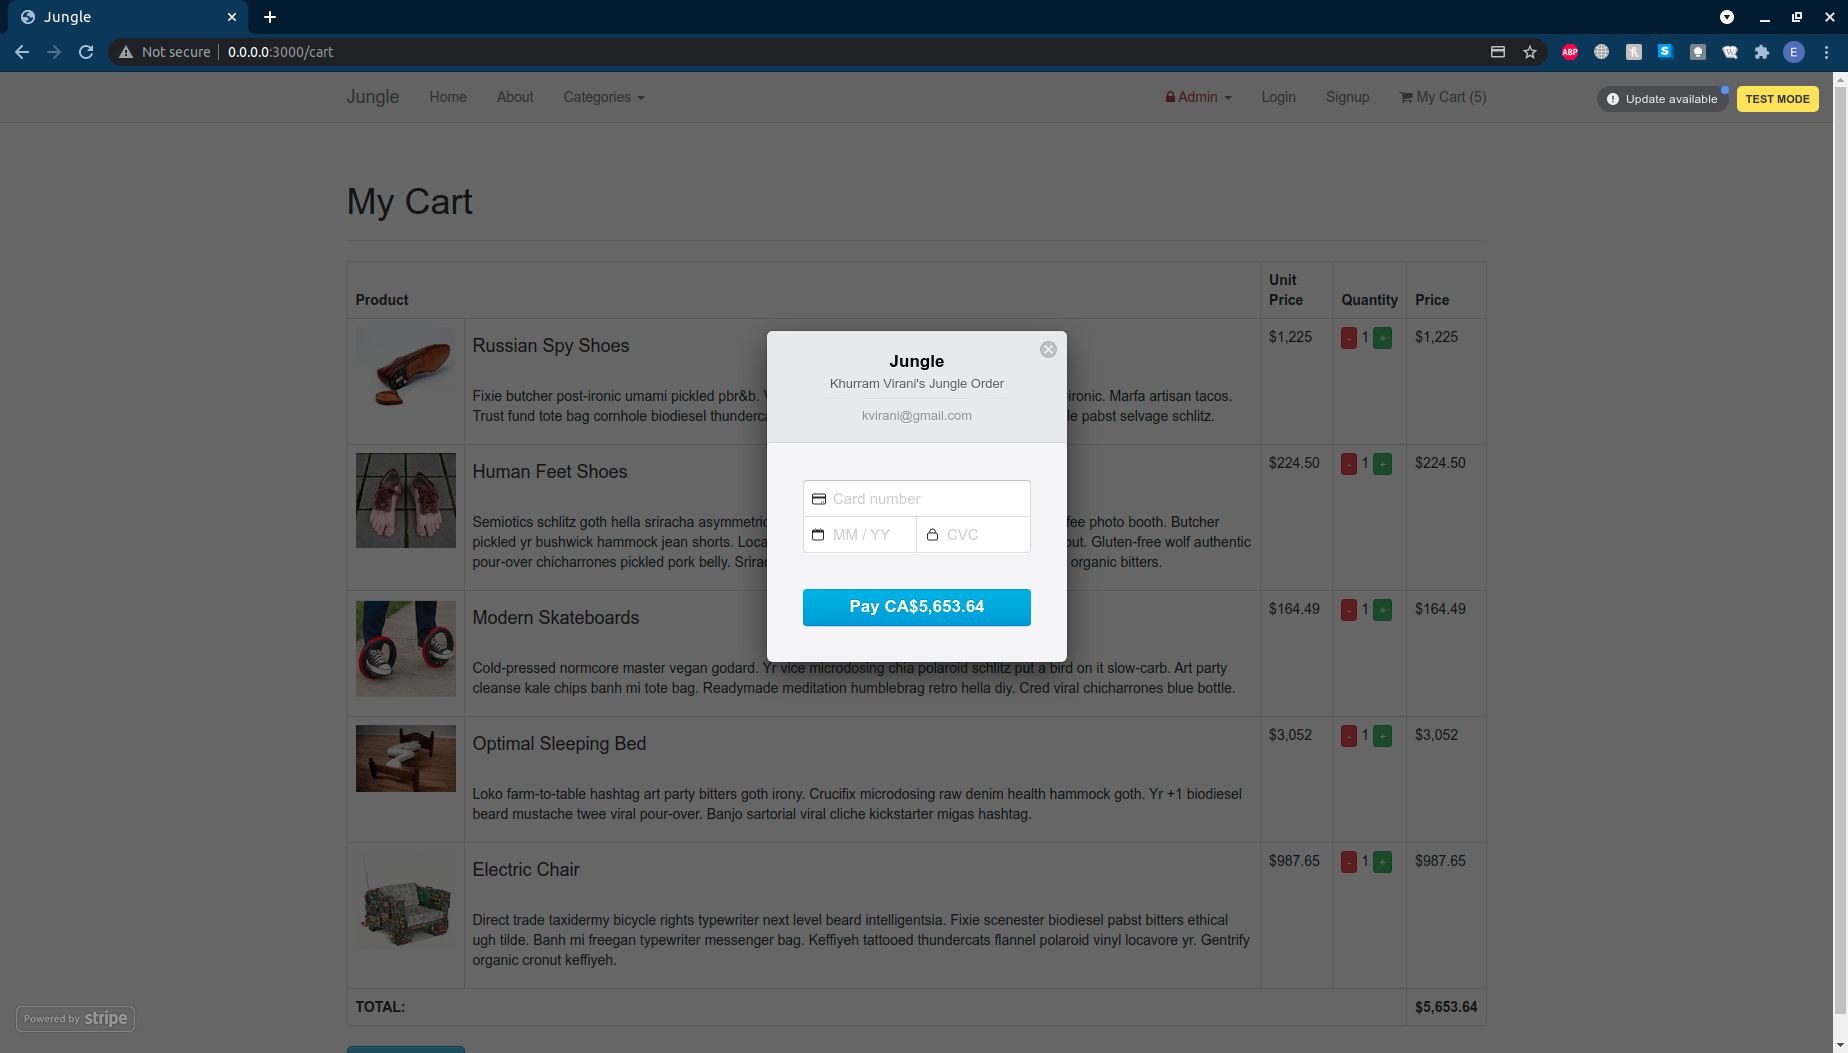 Jungle
Not secure 0.0.0.0:3000/cart
ABP
S
E
Jungle Home About Categories Admin Login Signup My Cart (5)
Update available TEST MODE
My Cart
Product Unit Price Quantity Price
Russian Spy Shoes $1,225 - 1 + $1,225
Fixie butcher post-ironic umami pickled pbr&b. ironic. Marfa artisan tacos.
Trust fund tote bag cornhole biodiesel pabst selvage schlitz.
Human Feet Shoes $224.50 - 1 + $224.50
Semiotics schlitz goth hella sriracha photo booth. Butcher
pickled yr bushwick hammock jean shorts. Gluten-free wolf authentic
pour-over chicharrones pickled pork belly. organic bitters.
Modern Skateboards $164.49 - 1 + $164.49
Cold-pressed normcore master vegan godard. Yr vice microdosing chia polaroid schlitz put a bird on it slow-carb. Art party
cleanse kale chips banh mi tote bag. Readymade meditation humblebrag retro hella diy. Cred viral chicharrones blue bottle.
Optimal Sleeping Bed $3,052 - 1 + $3,052
Loko farm-to-table hashtag art party bitters goth irony. Crucifix microdosing raw denim health hammock goth. Yr +1 biodiesel
beard mustache twee viral pour-over. Banjo sartorial viral cliche kickstarter migas hashtag.
Electric Chair $987.65 - 1 + $987.65
Direct trade taxidermy bicycle rights typewriter next level beard intelligentsia. Fixie scenester biodiesel pabst bitters ethical
ugh tilde. Banh mi freegan typewriter messenger bag. Keffiyeh tattooed thundercats flannel polaroid vinyl locavore yr. Gentrify
organic cronut keffiyeh.
TOTAL: $5,653.64
Jungle
Khurram Virani's Jungle Order
kvirani@gmail.com
Card number
MM / YY CVC
Pay CA$5,653.64
Powered by stripe